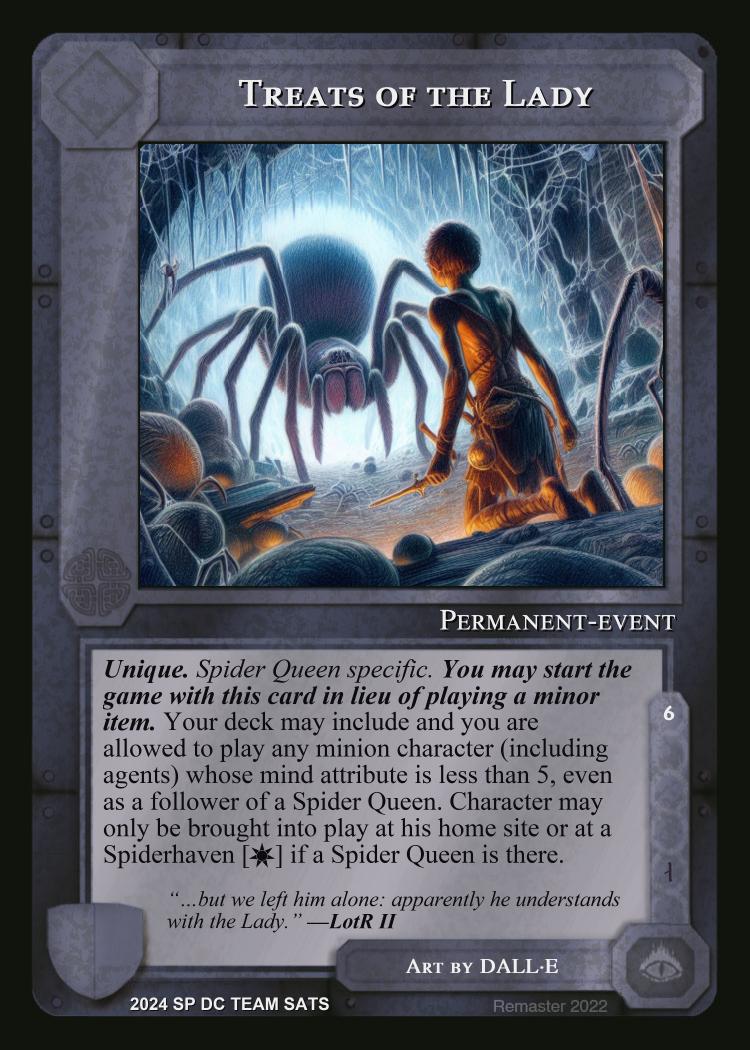 Treats of the Lady
Permanent-event
Unique. Spider Queen specific. You may start the
game with this card in lieu of playing a minor
item. Your deck may include and you are
allowed to play any minion character (including
agents) whose mind attribute is less than 5, even
as a follower of a Spider Queen. Character may
only be brought into play at his home site or at a
Spiderhaven [✷] if a Spider Queen is there.
6
“...but we left him alone: apparently he understands
with the Lady.” —LotR II
Art by DALL·E
2024 SP DC TEAM SATS
Remaster 2022